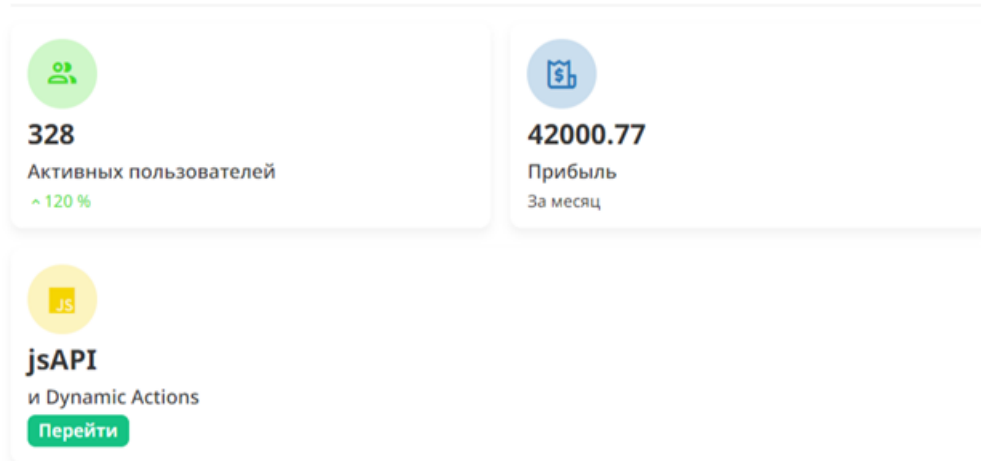 328
Активных пользователей
120 %
42000.77
Прибыль
За месяц
JS
jsAPI
и Dynamic Actions
Перейти